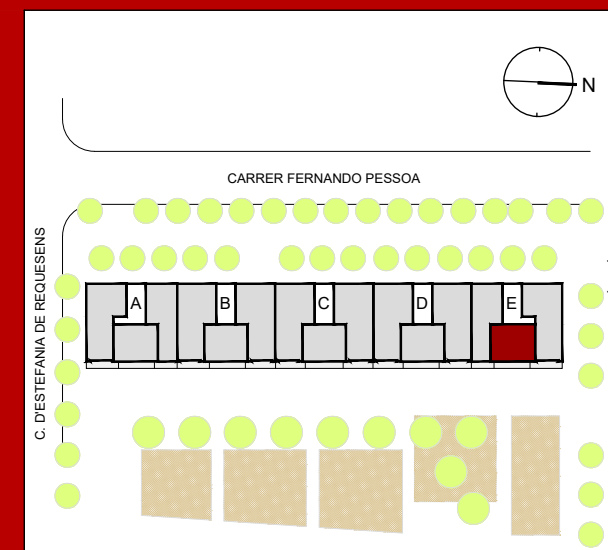 N
CARRER FERNANDO PESSOA
C. D'ESTEFANIA DE REQUESENS
A B C D E